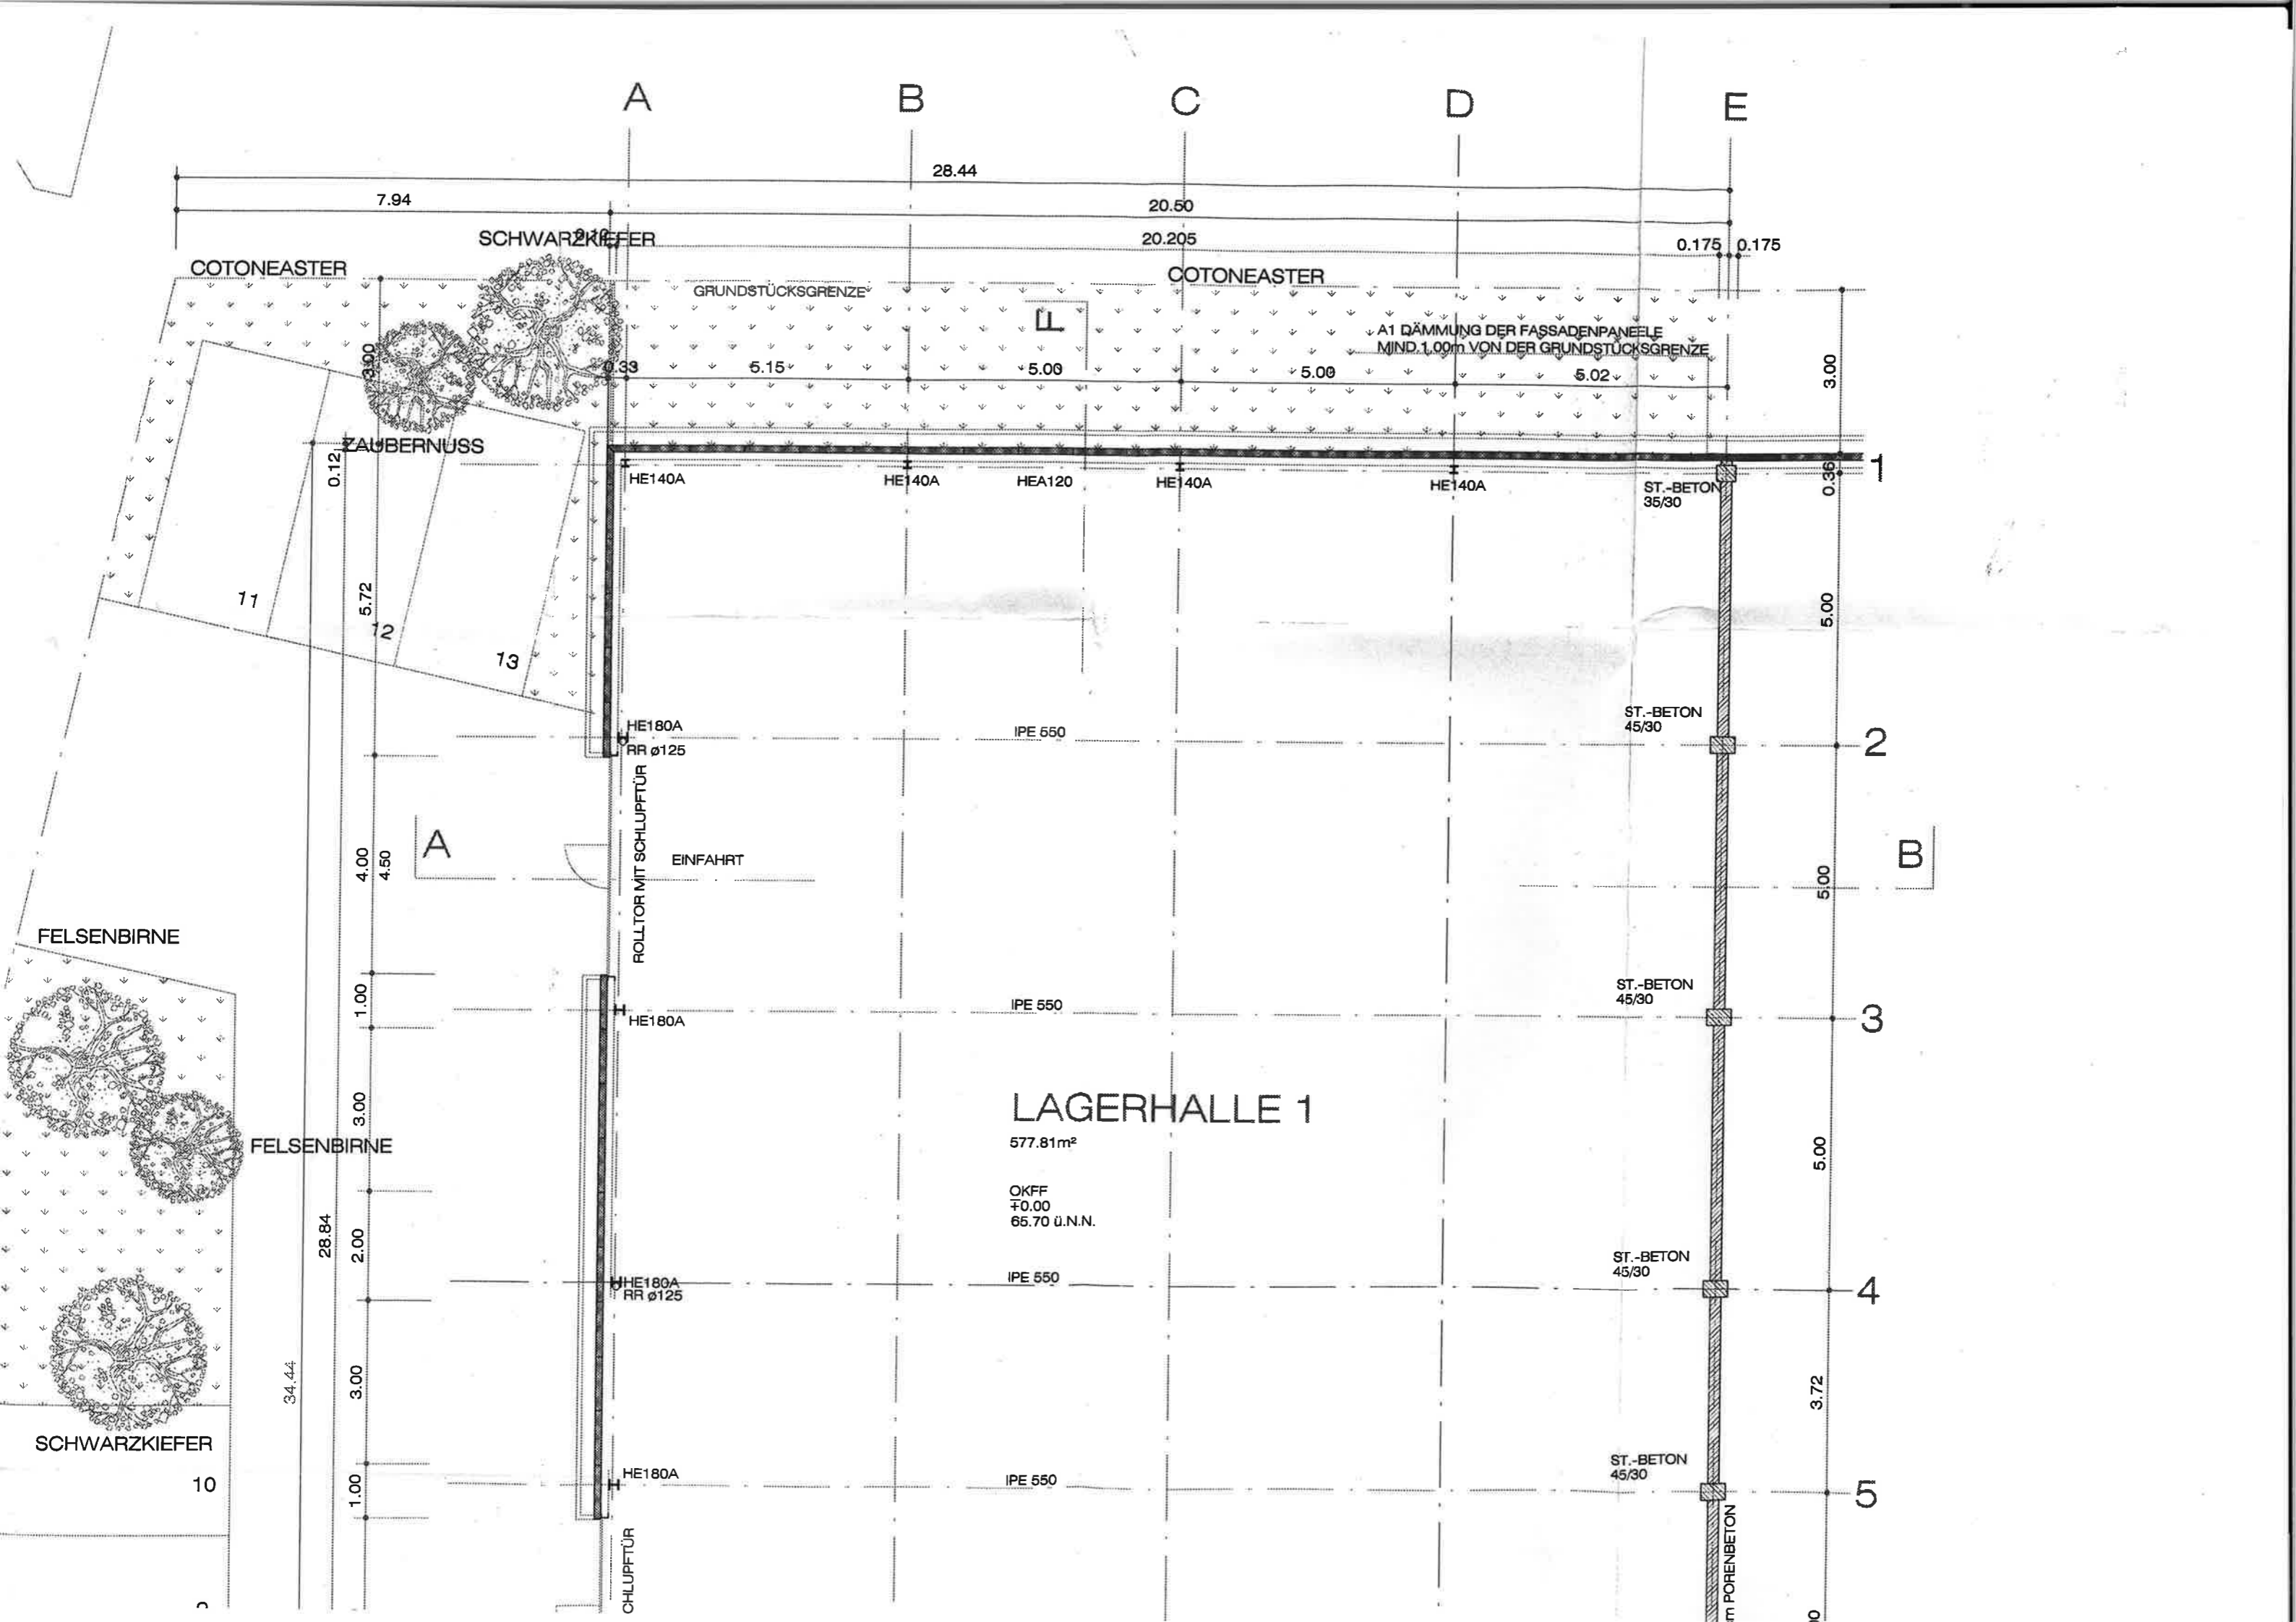 A
B
C
D
E
28.44
7.94
20.50
SCHWARZKIEFER
20.205
0.175
0.175
COTONEASTER
COTONEASTER
GRUNDSTÜCKSGRENZE
F
A1 DÄMMUNG DER FASSADENPANEELE
MIND.1,00m VON DER GRUNDSTÜCKSGRENZE
3.00
0.33
5.15
5.00
5.00
5.02
3.00
ZAUBERNUSS
0.12
HE140A
HE140A
HEA120
HE140A
HE140A
ST.-BETON
35/30
0.36
1
11
12
13
5.72
5.00
HE180A
RR ø125
IPE 550
ST.-BETON
45/30
2
ROLLTOR MIT SCHLUPFTÜR
A
EINFAHRT
4.00
4.50
5.00
B
FELSENBIRNE
1.00
HE180A
IPE 550
ST.-BETON
45/30
3
LAGERHALLE 1
577.81m²
3.00
FELSENBIRNE
5.00
OKFF
∓0.00
65.70 ü.N.N.
28.84
2.00
HE180A
RR ø125
IPE 550
ST.-BETON
45/30
4
34.44
3.00
3.72
SCHWARZKIEFER
10
1.00
HE180A
IPE 550
ST.-BETON
45/30
5
CHLUPFTÜR
m PORENBETON